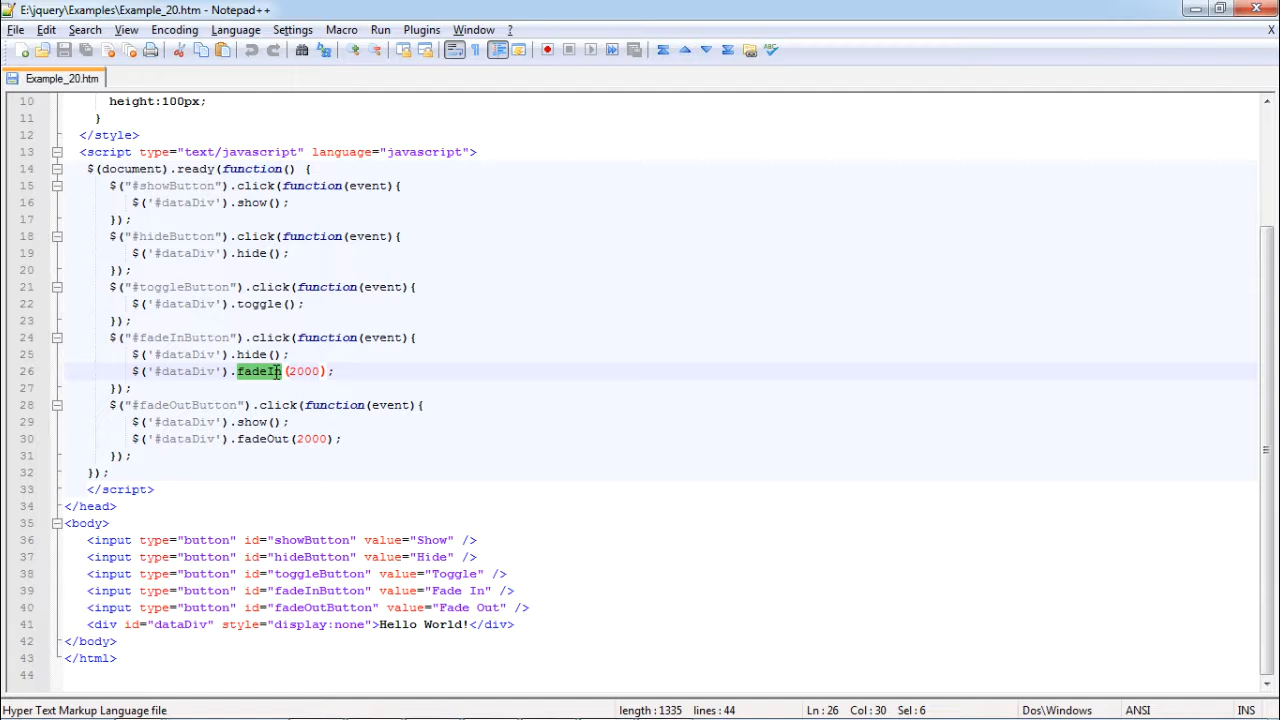 E:\jquery\Examples\Example_20.htm - Notepad++
File Edit Search View Encoding Language Settings Macro Run Plugins Window ? X
Example_20.htm
10 height:100px;
11 }
12 </style>
13 <script type="text/javascript" language="javascript">
14 $(document).ready(function() {
15 $("#showButton").click(function(event){
16 $('#dataDiv').show();
17 });
18 $("#hideButton").click(function(event){
19 $('#dataDiv').hide();
20 });
21 $("#toggleButton").click(function(event){
22 $('#dataDiv').toggle();
23 });
24 $("#fadeInButton").click(function(event){
25 $('#dataDiv').hide();
26 $('#dataDiv').fadeIn(2000);
27 });
28 $("#fadeOutButton").click(function(event){
29 $('#dataDiv').show();
30 $('#dataDiv').fadeOut(2000);
31 });
32 });
33 </script>
34 </head>
35 <body>
36 <input type="button" id="showButton" value="Show" />
37 <input type="button" id="hideButton" value="Hide" />
38 <input type="button" id="toggleButton" value="Toggle" />
39 <input type="button" id="fadeInButton" value="Fade In" />
40 <input type="button" id="fadeOutButton" value="Fade Out" />
41 <div id="dataDiv" style="display:none">Hello World!</div>
42 </body>
43 </html>
44
Hyper Text Markup Language file length : 1335 lines : 44 Ln : 26 Col : 30 Sel : 6 Dos\Windows ANSI INS